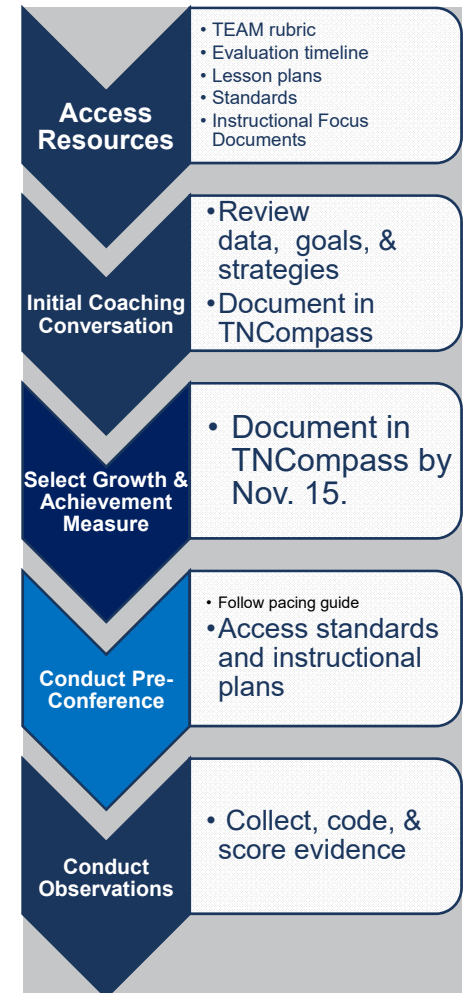 Access
Resources
• TEAM rubric
• Evaluation timeline
• Lesson plans
• Standards
• Instructional Focus
Documents
Initial Coaching
Conversation
•Review
data, goals, &
strategies
•Document in
TNCompass
Select Growth &
Achievement
Measure
• Document in
TNCompass by
Nov. 15.
Conduct Pre-
Conference
• Follow pacing guide
•Access standards
and instructional
plans
Conduct
Observations
• Collect, code, &
score evidence